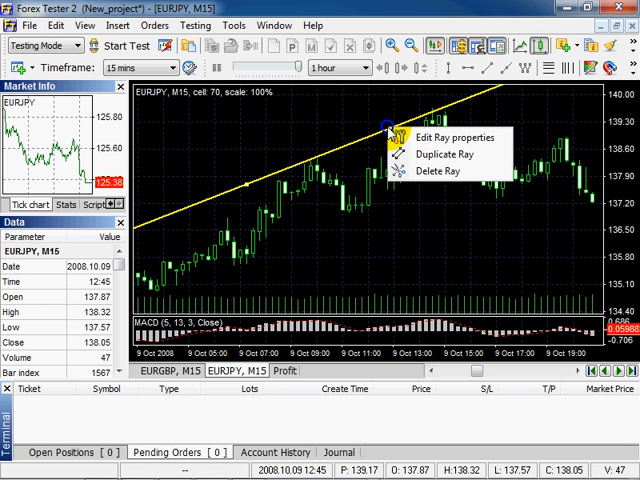 Forex Tester 2 (New_project*) - [EURJPY, M15]
File Edit View Insert Orders Testing Tools Window Help
Testing Mode Start Test 1 hour
Timeframe: 15 mins
Market Info
EURJPY
125.80
125.60
125.38
Tick chart Stats Script
Data
Parameter Value
EURJPY, M15
Date 2008.10.09
Time 12:45
Open 137.87
High 138.32
Low 137.57
Close 138.05
Volume 47
Bar index 1567
EURJPY, M15, cell: 70, scale: 100%
Edit Ray properties
Duplicate Ray
Delete Ray
140.00
139.30
138.60
137.90
137.20
136.50
135.80
135.10
134.40
MACD (5, 13, 3, Close)
0.686
0.05988
-0.706
9 Oct 2008 9 Oct 05:00 9 Oct 07:00 9 Oct 09:00 9 Oct 11:00 9 Oct 13:00 9 Oct 15:00 9 Oct 17:00 9 Oct 19:00
EURGBP, M15 EURJPY, M15 Profit
Ticket Symbol Type Lots Create Time Price S/L T/P Market Price
Terminal
Open Positions [ 0 ] Pending Orders [ 0 ] Account History Journal
-- 2008.10.09 12:45 P: 139.17 O: 137.87 H:138.32 L: 137.57 C: 138.05 V: 47